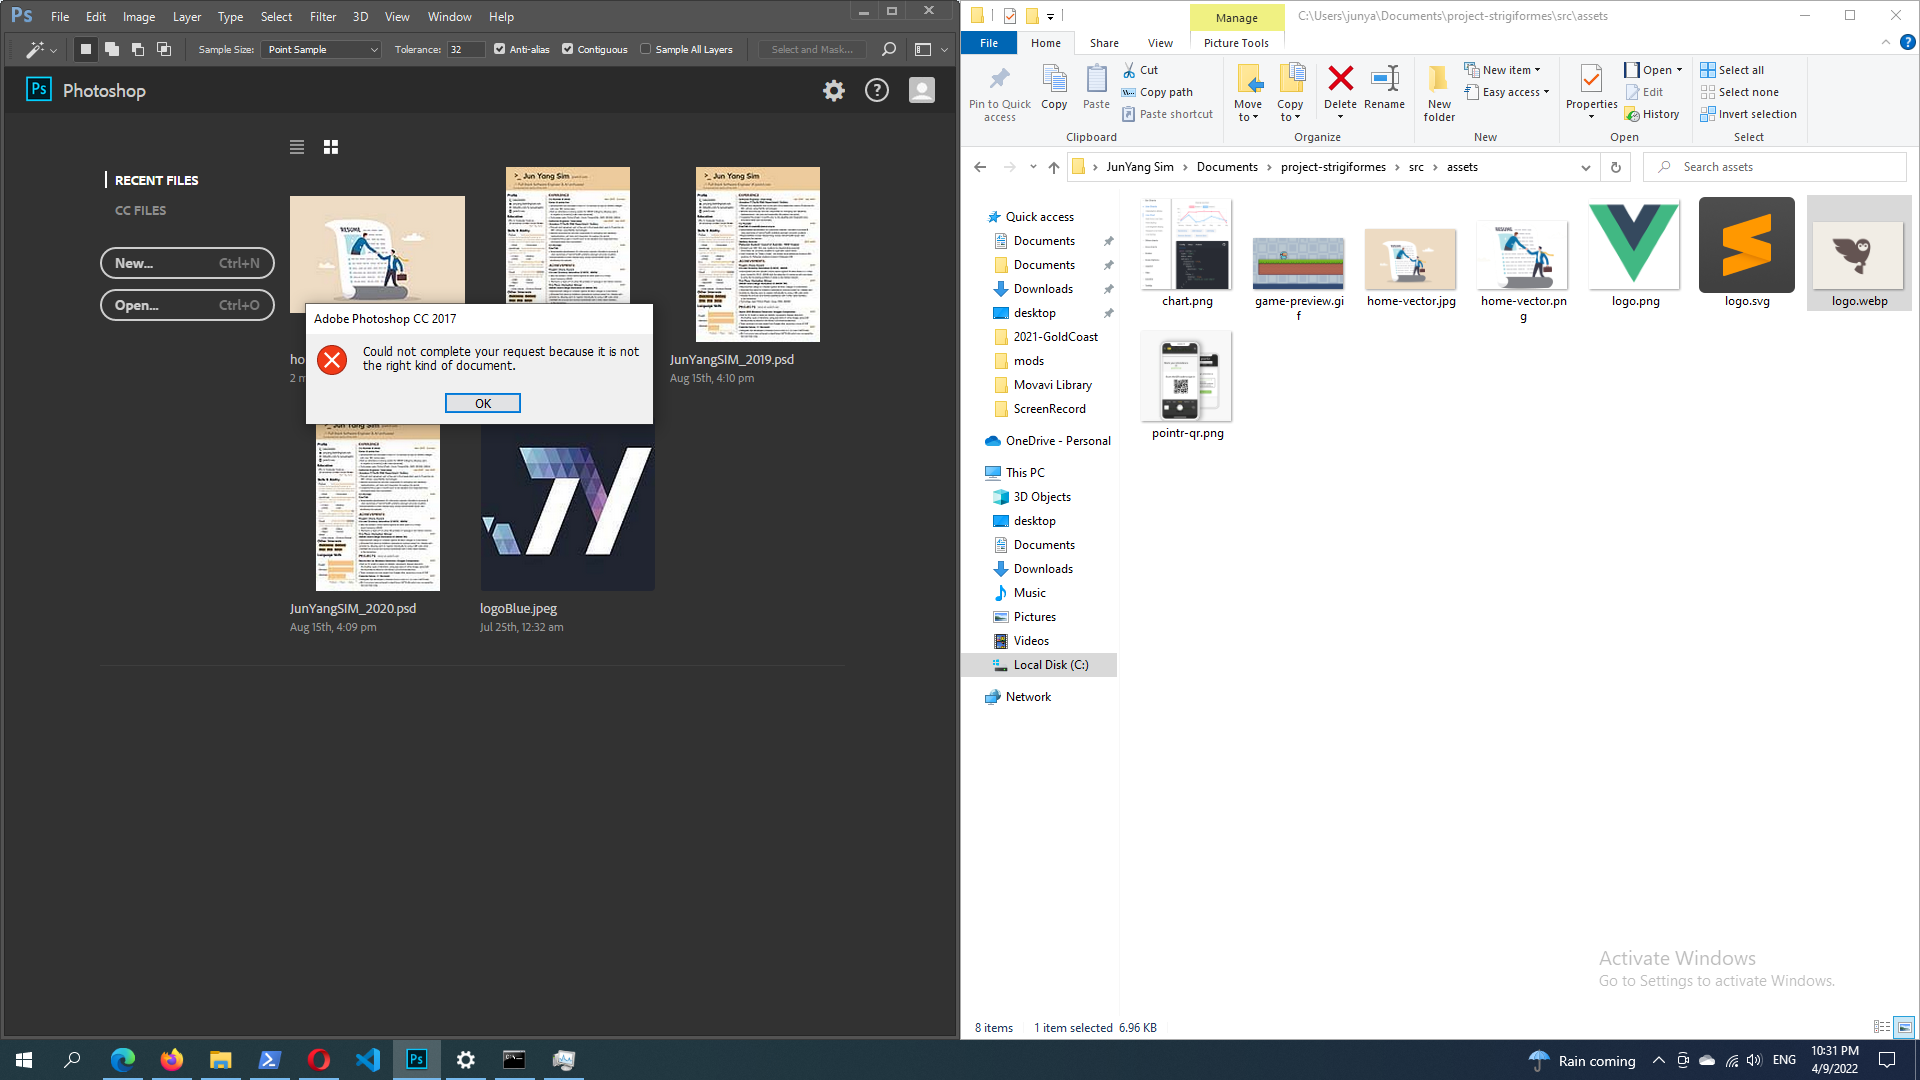 Ps File Edit Image Layer Type Select Filter 3D View Window Help
Sample Size: Point Sample Tolerance: 32 Anti-alias Contiguous Sample All Layers Select and Mask...
Ps Photoshop
RECENT FILES
CC FILES
New... Ctrl+N
Open... Ctrl+O
RESUME
>_ Jun Yang Sim
>_ Jun Yang Sim
Adobe Photoshop CC 2017
Could not complete your request because it is not
the right kind of document.
OK
ho
2 m
JunYangSIM_2019.psd
Aug 15th, 4:10 pm
JunYangSIM_2020.psd
Aug 15th, 4:09 pm
logoBlue.jpeg
Jul 25th, 12:32 am
Manage
C:\Users\junya\Documents\project-strigiformes\src\assets
File Home Share View Picture Tools
Pin to Quick
access
Copy
Paste
Cut
Copy path
Paste shortcut
Clipboard
Move
to
Copy
to
Delete
Rename
Organize
New
folder
New item
Easy access
New
Properties
Open
Edit
History
Open
Select all
Select none
Invert selection
Select
JunYang Sim Documents project-strigiformes src assets
Search assets
Quick access
Documents
Documents
Downloads
desktop
2021-GoldCoast
mods
Movavi Library
ScreenRecord
OneDrive - Personal
This PC
3D Objects
desktop
Documents
Downloads
Music
Pictures
Videos
Local Disk (C:)
Network
chart.png
game-preview.gi
f
home-vector.jpg
home-vector.pn
g
logo.png
logo.svg
logo.webp
pointr-qr.png
Activate Windows
Go to Settings to activate Windows.
8 items 1 item selected 6.96 KB
Ps
Rain coming
ENG
10:31 PM
4/9/2022